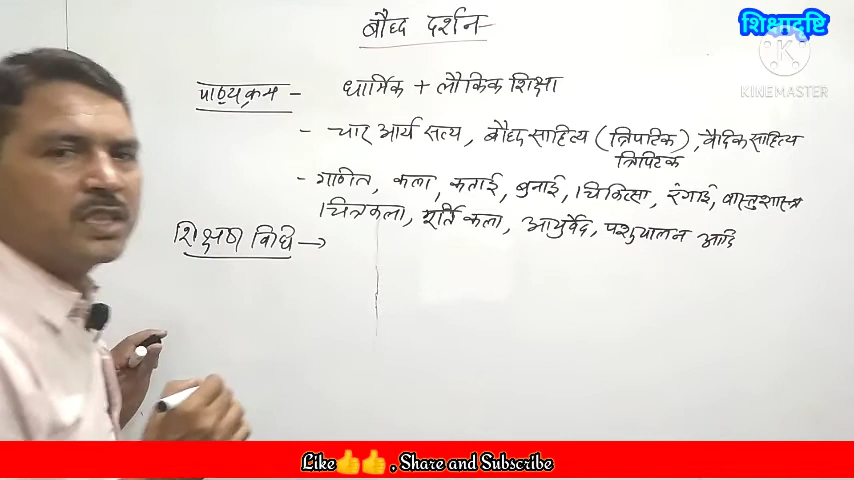 बौद्ध दर्शन
शिक्षादृष्टि
KINEMASTER
पाठ्यक्रम - धार्मिक + लौकिक शिक्षा
- चार आर्य सत्य, बौद्ध साहित्य (त्रिपटिक), वैदिक साहित्य
त्रिपिटक
- गणित, कला, कताई, बुनाई, चिकित्सा, रंगाई, वास्तुशास्त्र
चित्रकला, मूर्ति कला, आयुर्वेद, पशुपालन आदि
शिक्षण विधि →
Like👍👍 , Share and Subscribe